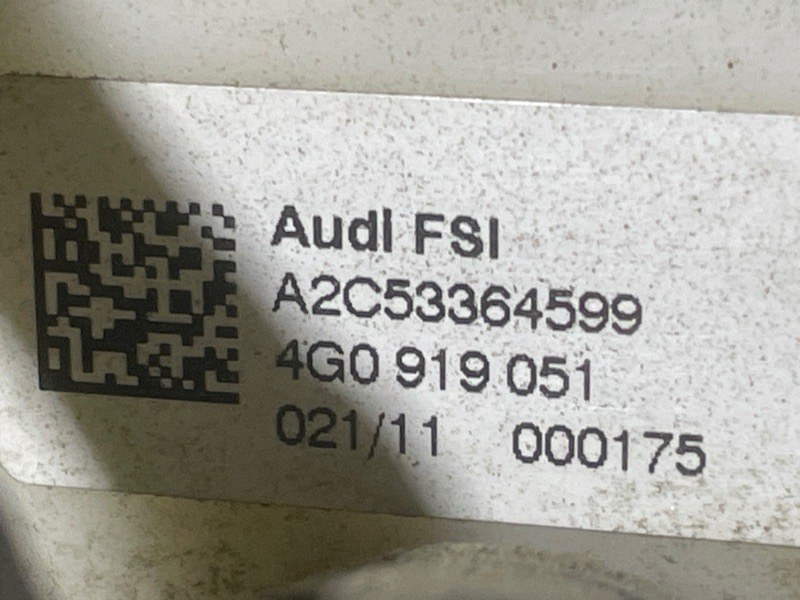 Audi FSI
A2C53364599
4G0 919 051
021/11 000175